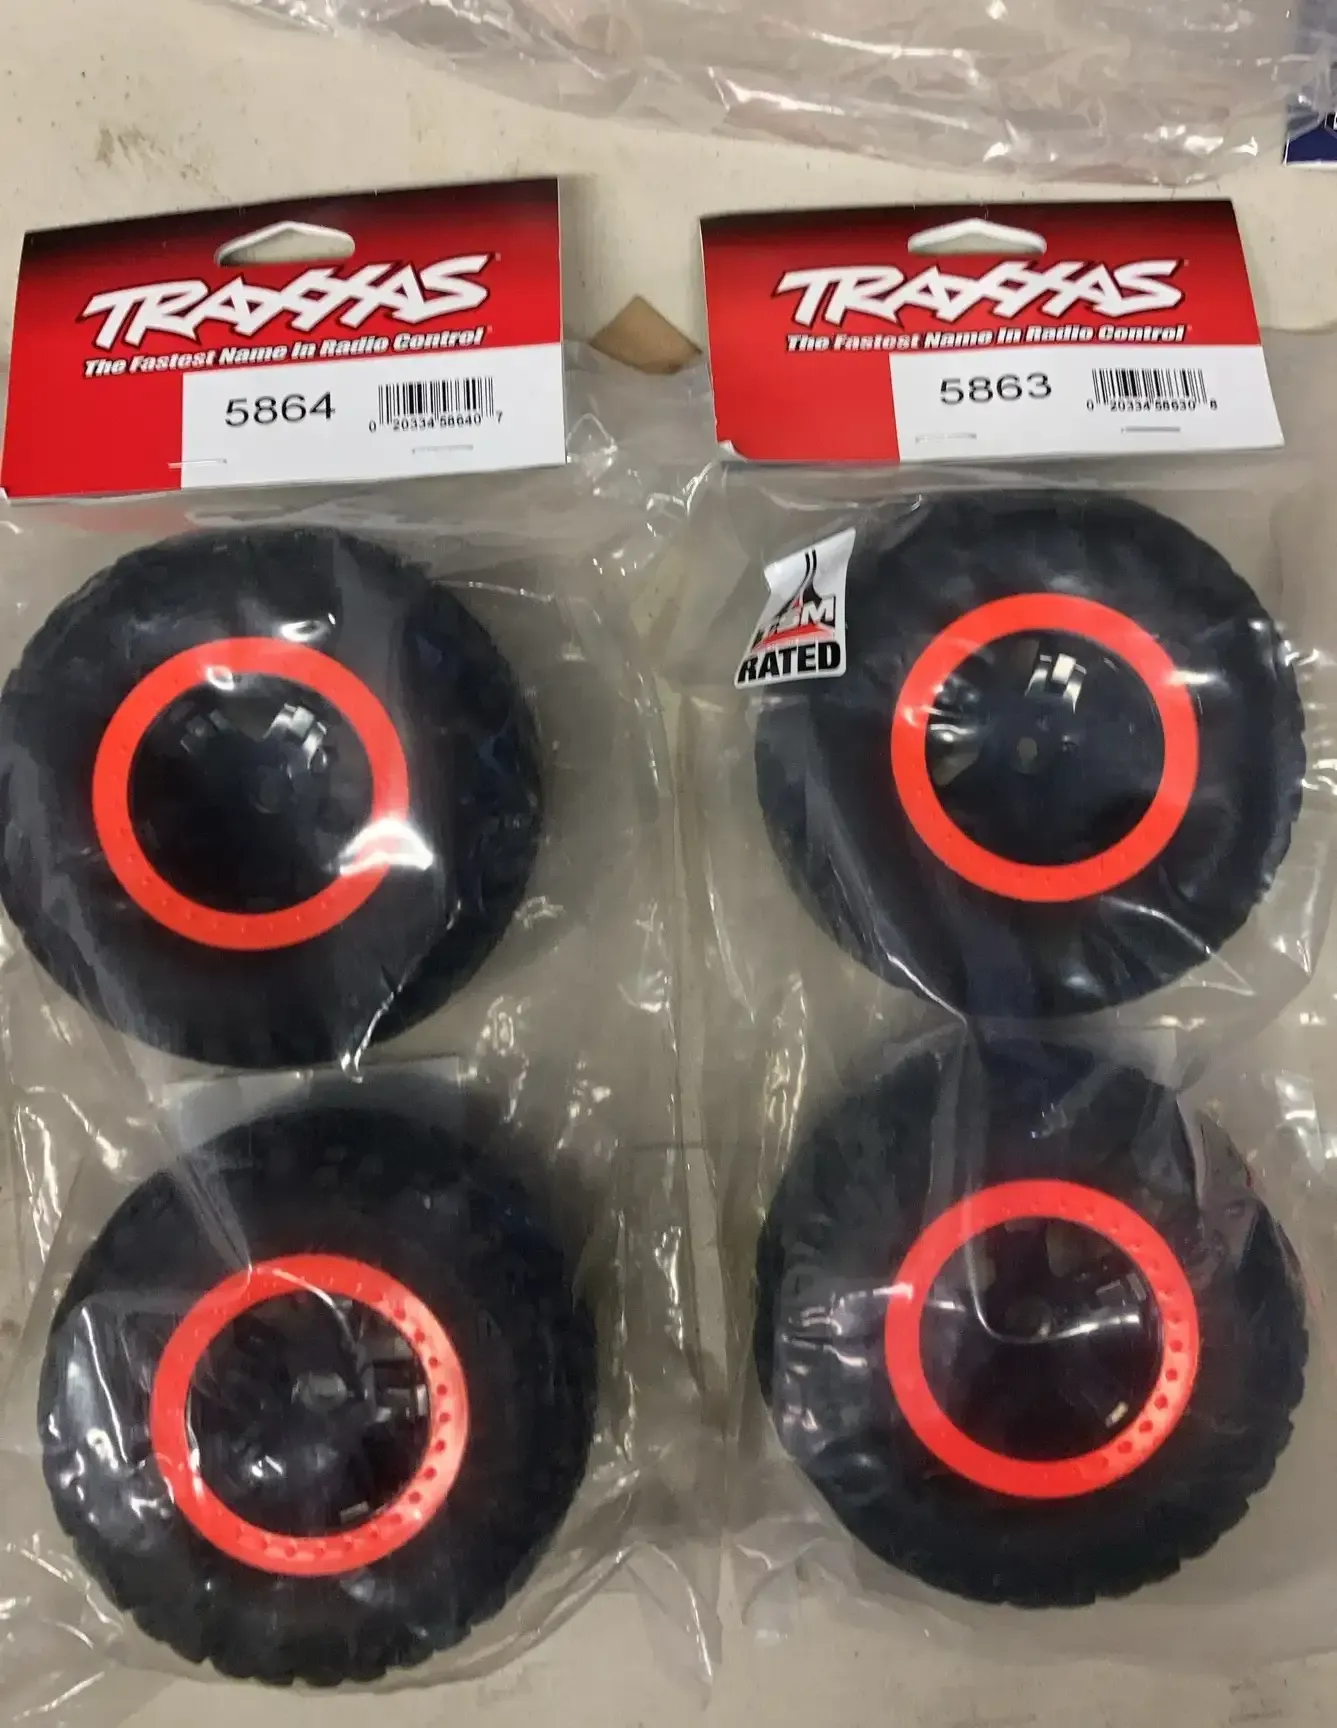 TRAXXAS
The Fastest Name In Radio Control
5864
0 20334 58640 7
TRAXXAS
The Fastest Name In Radio Control
5863
0 20334 58630 8
TSM
RATED